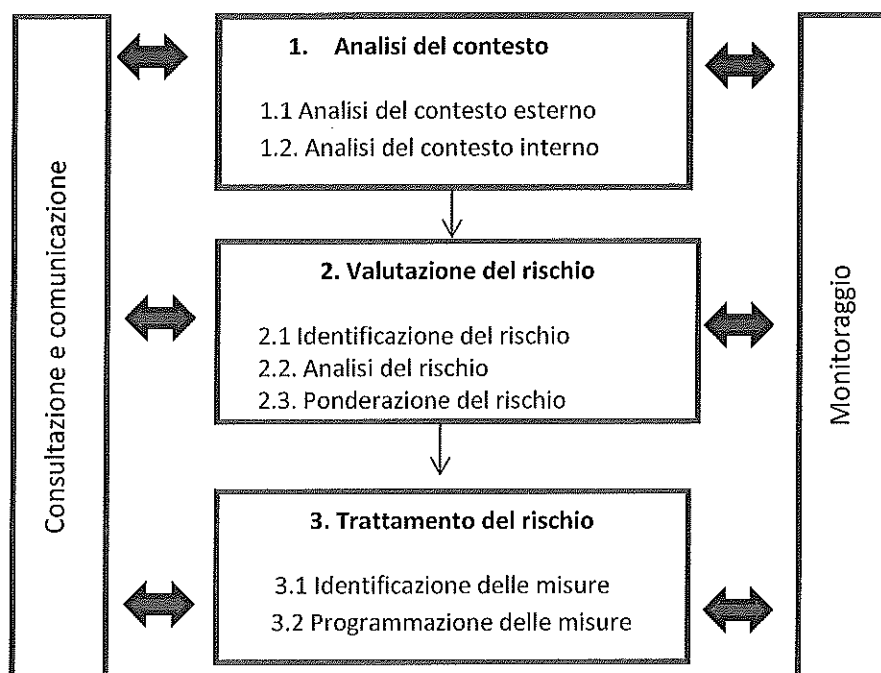 Consultazione e comunicazione
1. Analisi del contesto
1.1 Analisi del contesto esterno
1.2. Analisi del contesto interno
2. Valutazione del rischio
2.1 Identificazione del rischio
2.2. Analisi del rischio
2.3. Ponderazione del rischio
3. Trattamento del rischio
3.1 Identificazione delle misure
3.2 Programmazione delle misure
Monitoraggio